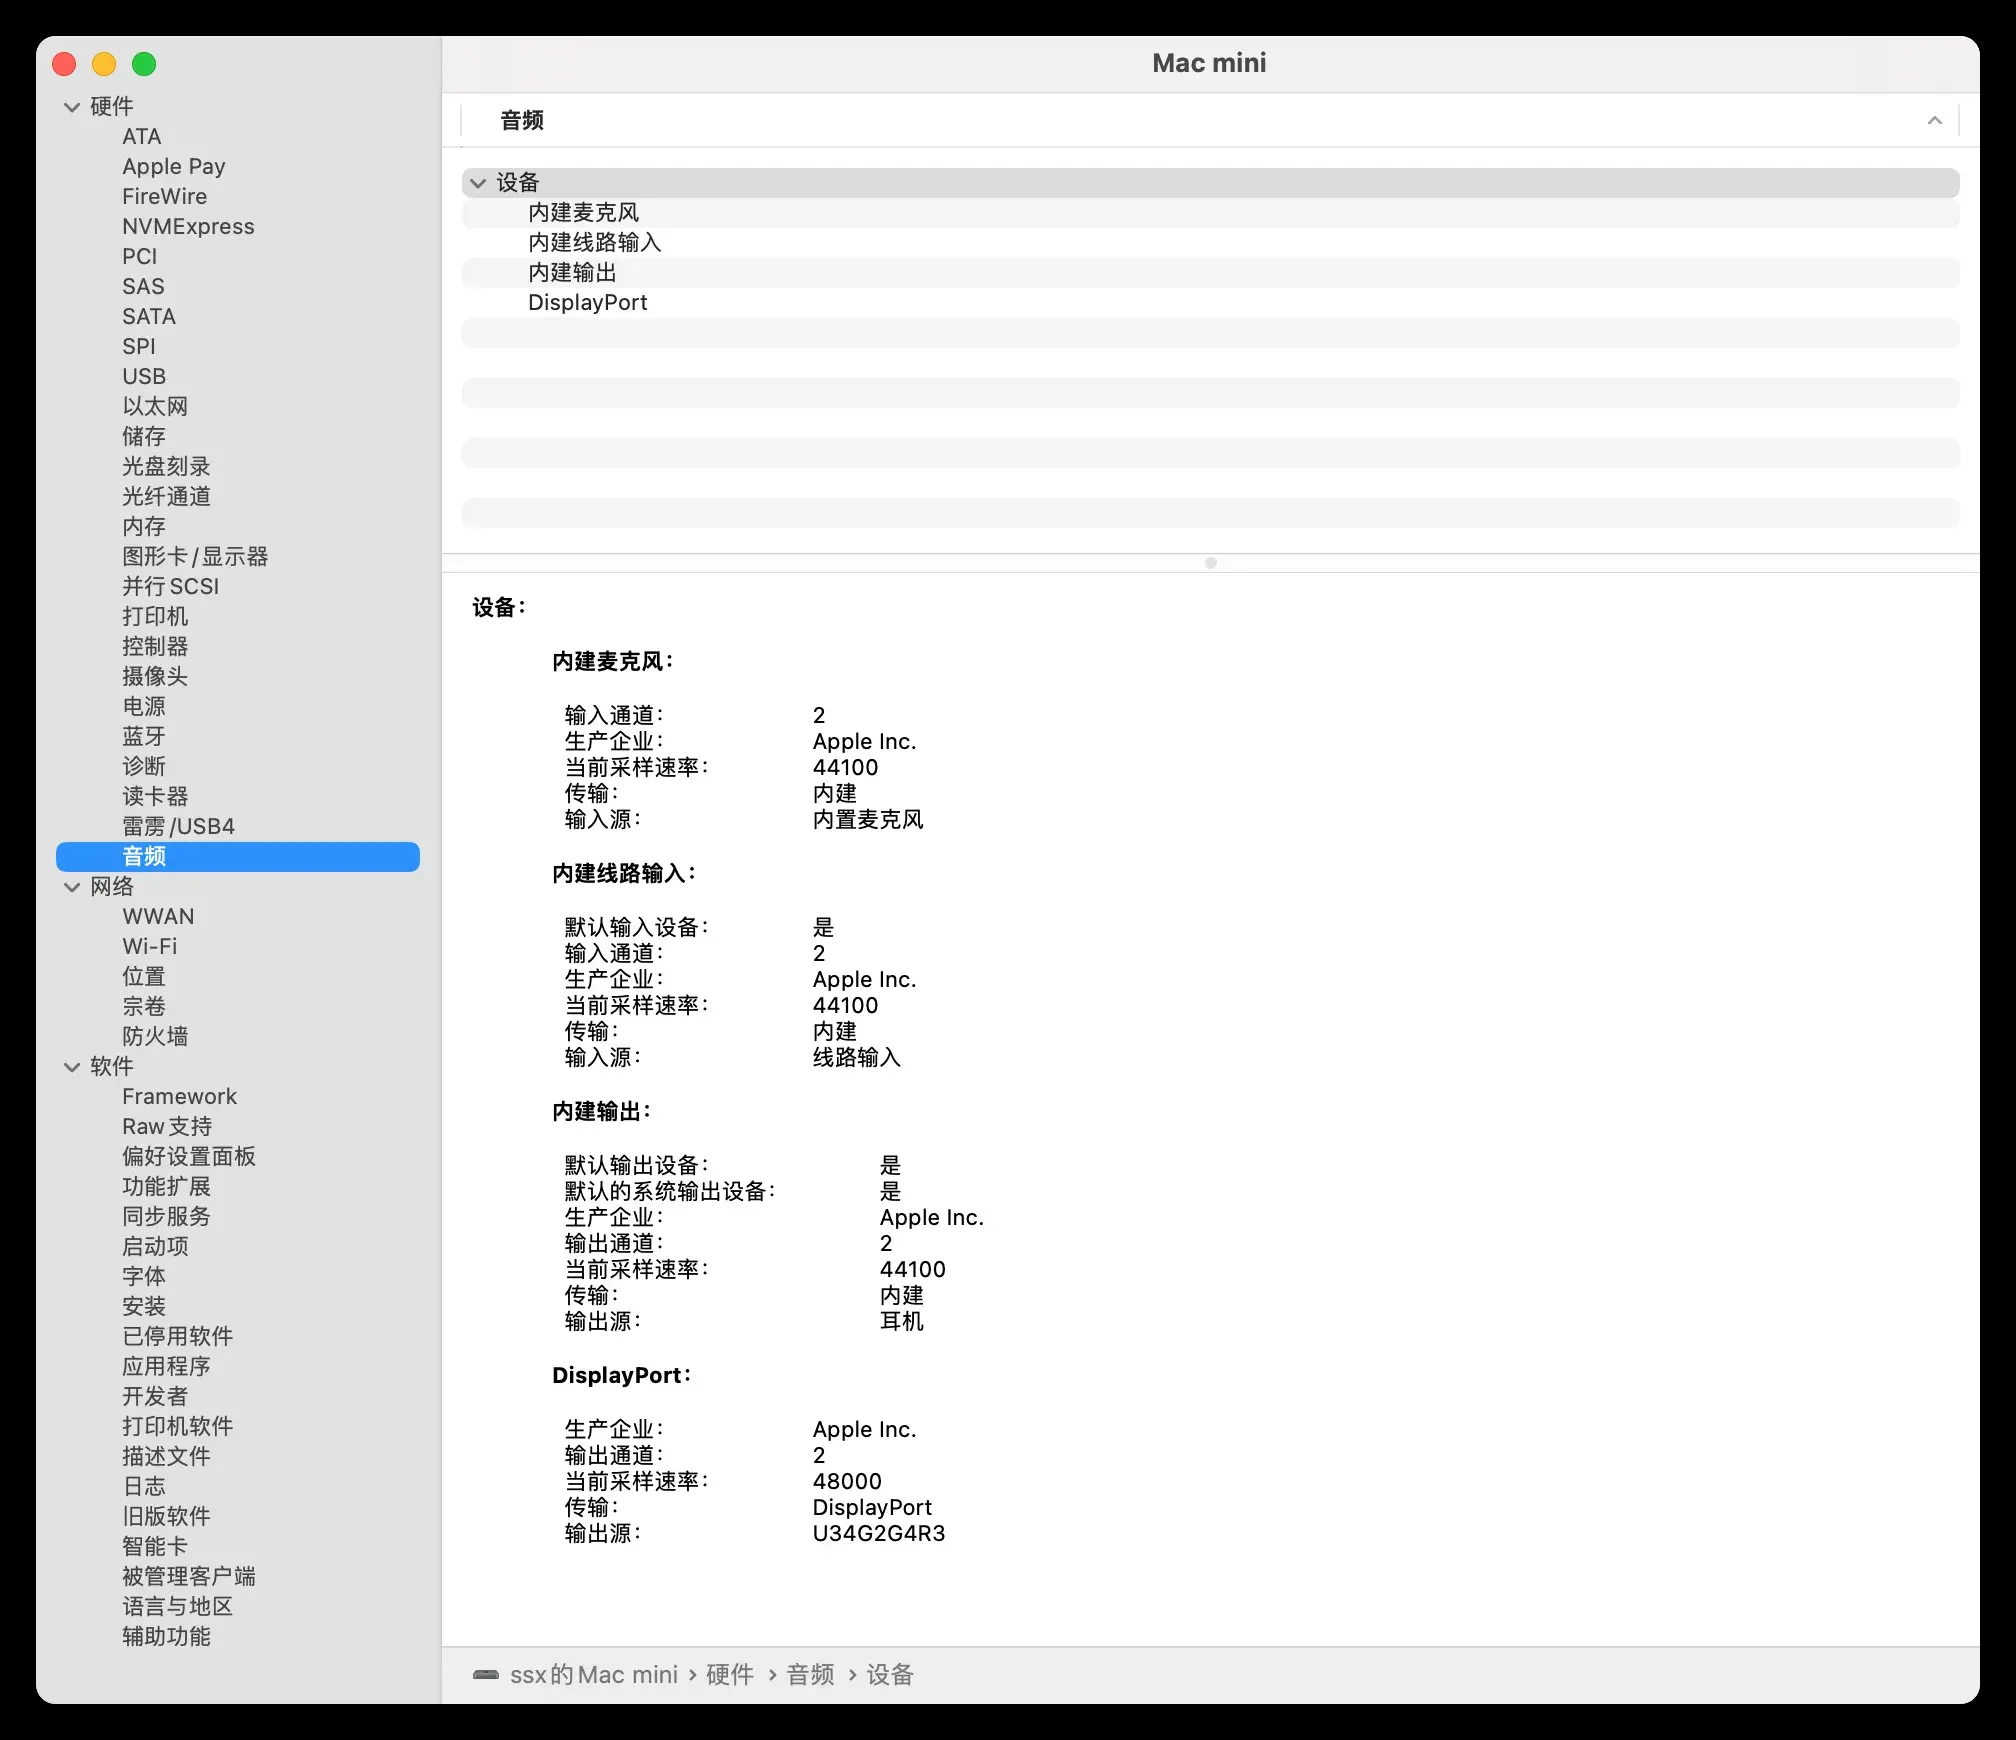 硬件
ATA
Apple Pay
FireWire
NVMExpress
PCI
SAS
SATA
SPI
USB
以太网
储存
光盘刻录
光纤通道
内存
图形卡/显示器
并行SCSI
打印机
控制器
摄像头
电源
蓝牙
诊断
读卡器
雷雳/USB4
音频
网络
WWAN
Wi-Fi
位置
宗卷
防火墙
软件
Framework
Raw支持
偏好设置面板
功能扩展
同步服务
启动项
字体
安装
已停用软件
应用程序
开发者
打印机软件
描述文件
日志
旧版软件
智能卡
被管理客户端
语言与地区
辅助功能
Mac mini
音频
设备
内建麦克风
内建线路输入
内建输出
DisplayPort
设备：
内建麦克风：
输入通道： 2
生产企业： Apple Inc.
当前采样速率： 44100
传输： 内建
输入源： 内置麦克风
内建线路输入：
默认输入设备： 是
输入通道： 2
生产企业： Apple Inc.
当前采样速率： 44100
传输： 内建
输入源： 线路输入
内建输出：
默认输出设备： 是
默认的系统输出设备： 是
生产企业： Apple Inc.
输出通道： 2
当前采样速率： 44100
传输： 内建
输出源： 耳机
DisplayPort：
生产企业： Apple Inc.
输出通道： 2
当前采样速率： 48000
传输： DisplayPort
输出源： U34G2G4R3
ssx的Mac mini › 硬件 › 音频 › 设备